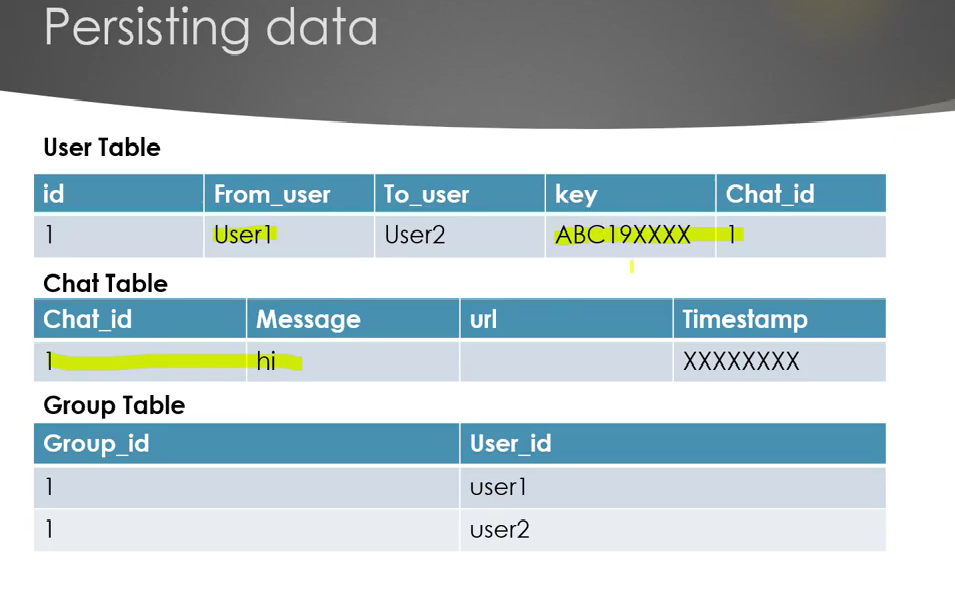 Persisting data
User Table
id From_user To_user key Chat_id
1 User1 User2 ABC19XXXX 1
Chat Table
Chat_id Message url Timestamp
1 hi XXXXXXXX
Group Table
Group_id User_id
1 user1
1 user2